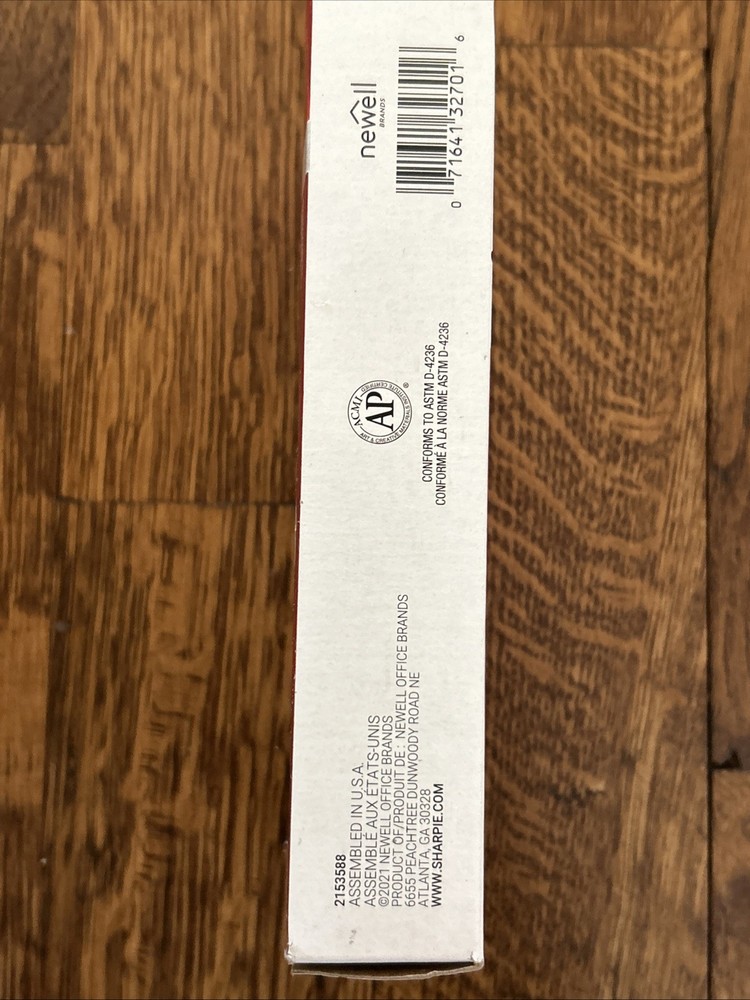 2153588
ASSEMBLED IN U.S.A.
ASSEMBLÉ AUX ÉTATS-UNIS
©2021 NEWELL OFFICE BRANDS
PRODUCT OF/PRODUIT DE : NEWELL OFFICE BRANDS
6655 PEACHTREE DUNWOODY ROAD NE
ATLANTA, GA 30328
WWW.SHARPIE.COM
ACMI
AP
ART & CREATIVE MATERIALS INSTITUTE CERTIFIED
®
CONFORMS TO ASTM D-4236
CONFORMÉ À LA NORME ASTM D-4236
newell
BRANDS
0 71641 32701 6